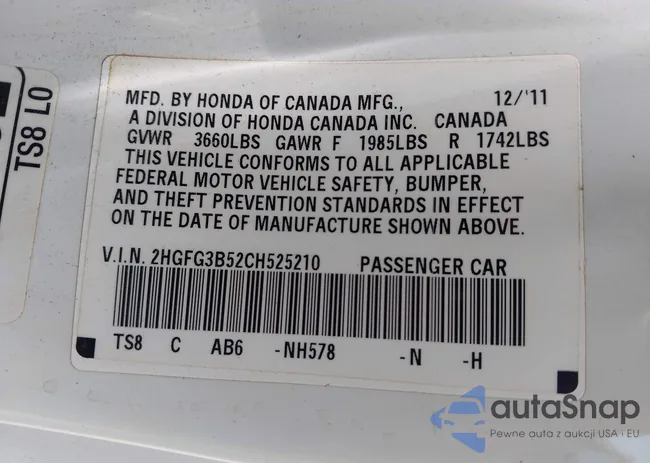 TS8 L0
MFD. BY HONDA OF CANADA MFG., 12/'11
A DIVISION OF HONDA CANADA INC. CANADA
GVWR 3660LBS GAWR F 1985LBS R 1742LBS
THIS VEHICLE CONFORMS TO ALL APPLICABLE
FEDERAL MOTOR VEHICLE SAFETY, BUMPER,
AND THEFT PREVENTION STANDARDS IN EFFECT
ON THE DATE OF MANUFACTURE SHOWN ABOVE.
V.I.N. 2HGFG3B52CH525210 PASSENGER CAR
TS8 C AB6 -NH578 -N -H
autaSnap
Pewne auta z aukcji USA i EU